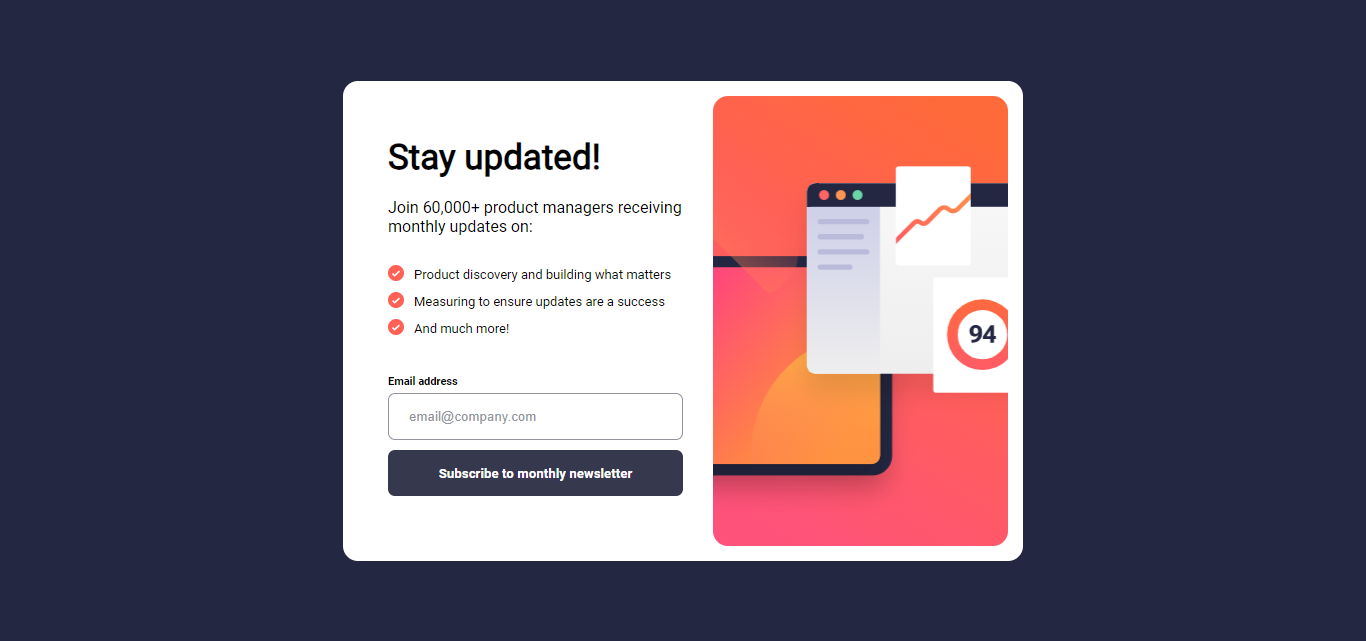 Stay updated!
Join 60,000+ product managers receiving
monthly updates on:
Product discovery and building what matters
Measuring to ensure updates are a success
And much more!
Email address
email@company.com
Subscribe to monthly newsletter
94